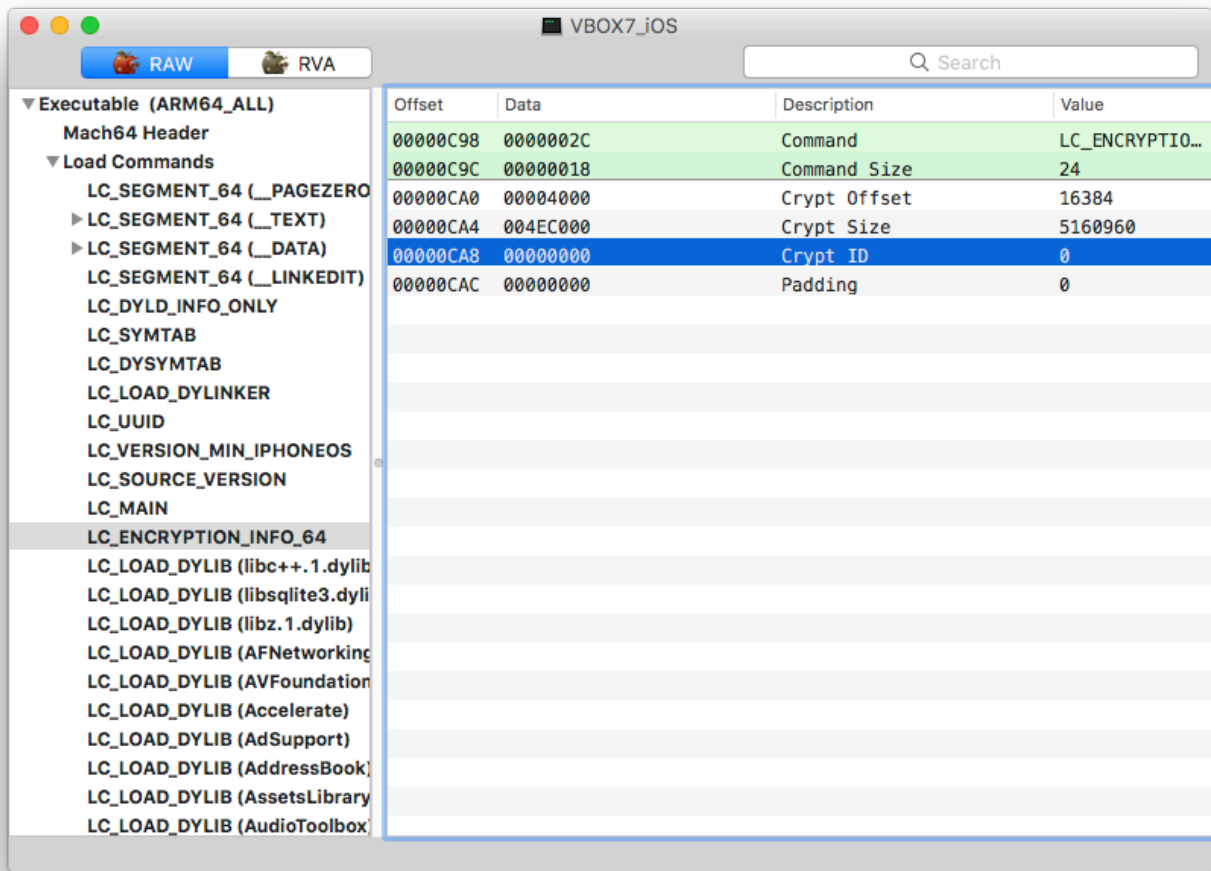 VBOX7_iOS
RAW RVA Search
Executable (ARM64_ALL)
Mach64 Header
Load Commands
LC_SEGMENT_64 (__PAGEZERO
LC_SEGMENT_64 (__TEXT)
LC_SEGMENT_64 (__DATA)
LC_SEGMENT_64 (__LINKEDIT)
LC_DYLD_INFO_ONLY
LC_SYMTAB
LC_DYSYMTAB
LC_LOAD_DYLINKER
LC_UUID
LC_VERSION_MIN_IPHONEOS
LC_SOURCE_VERSION
LC_MAIN
LC_ENCRYPTION_INFO_64
LC_LOAD_DYLIB (libc++.1.dylib
LC_LOAD_DYLIB (libsqlite3.dyli
LC_LOAD_DYLIB (libz.1.dylib)
LC_LOAD_DYLIB (AFNetworking
LC_LOAD_DYLIB (AVFoundation
LC_LOAD_DYLIB (Accelerate)
LC_LOAD_DYLIB (AdSupport)
LC_LOAD_DYLIB (AddressBook)
LC_LOAD_DYLIB (AssetsLibrary
LC_LOAD_DYLIB (AudioToolbox)
Offset Data Description Value
00000C98 0000002C Command LC_ENCRYPTIO…
00000C9C 00000018 Command Size 24
00000CA0 00004000 Crypt Offset 16384
00000CA4 004EC000 Crypt Size 5160960
00000CA8 00000000 Crypt ID 0
00000CAC 00000000 Padding 0